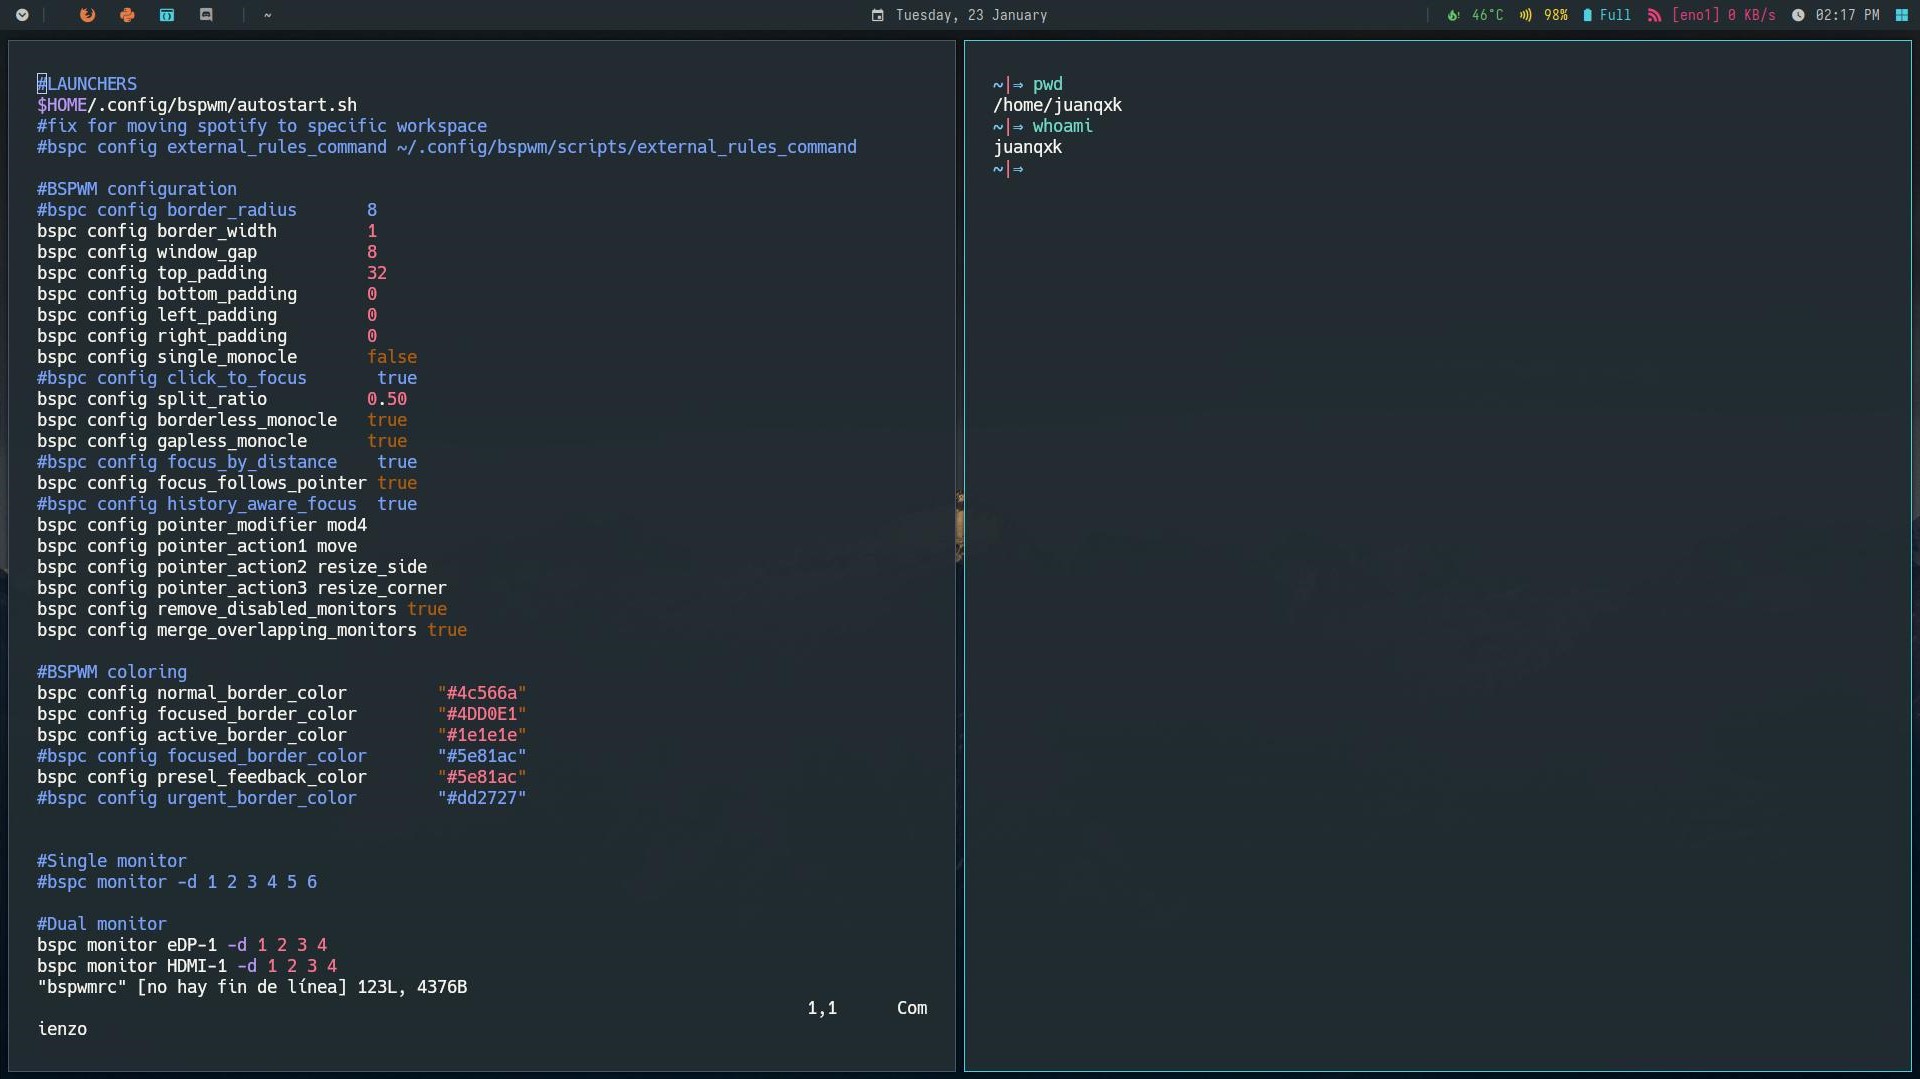 ~
Tuesday, 23 January
46°C
98%
Full
[eno1] 0 KB/s
02:17 PM
#LAUNCHERS
$HOME/.config/bspwm/autostart.sh
#fix for moving spotify to specific workspace
#bspc config external_rules_command ~/.config/bspwm/scripts/external_rules_command
#BSPWM configuration
#bspc config border_radius       8
bspc config border_width         1
bspc config window_gap           8
bspc config top_padding          32
bspc config bottom_padding       0
bspc config left_padding         0
bspc config right_padding        0
bspc config single_monocle       false
#bspc config click_to_focus       true
bspc config split_ratio          0.50
bspc config borderless_monocle   true
bspc config gapless_monocle      true
#bspc config focus_by_distance    true
bspc config focus_follows_pointer true
#bspc config history_aware_focus  true
bspc config pointer_modifier mod4
bspc config pointer_action1 move
bspc config pointer_action2 resize_side
bspc config pointer_action3 resize_corner
bspc config remove_disabled_monitors true
bspc config merge_overlapping_monitors true
#BSPWM coloring
bspc config normal_border_color         "#4c566a"
bspc config focused_border_color        "#4DD0E1"
bspc config active_border_color         "#1e1e1e"
#bspc config focused_border_color       "#5e81ac"
bspc config presel_feedback_color       "#5e81ac"
#bspc config urgent_border_color        "#dd2727"
#Single monitor
#bspc monitor -d 1 2 3 4 5 6
#Dual monitor
bspc monitor eDP-1 -d 1 2 3 4
bspc monitor HDMI-1 -d 1 2 3 4
"bspwmrc" [no hay fin de línea] 123L, 4376B
1,1      Com
ienzo
~|⇒ pwd
/home/juanqxk
~|⇒ whoami
juanqxk
~|⇒